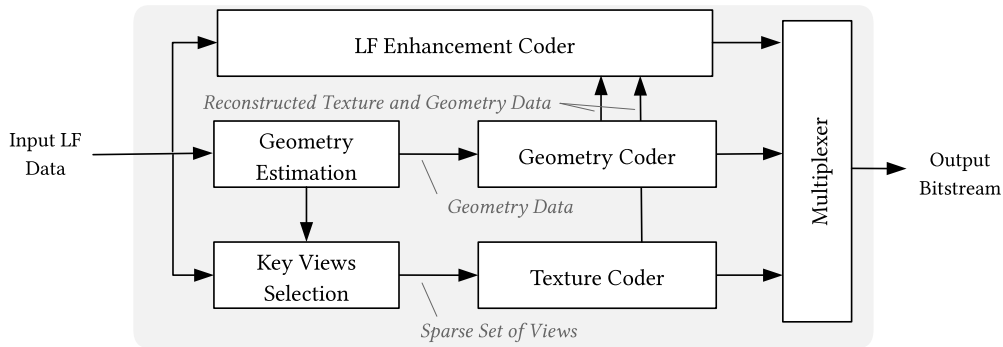 LF Enhancement Coder
Reconstructed Texture and Geometry Data
Input LF
Data
Geometry
Estimation
Geometry Coder
Geometry Data
Key Views
Selection
Texture Coder
Sparse Set of Views
Multiplexer
Output
Bitstream